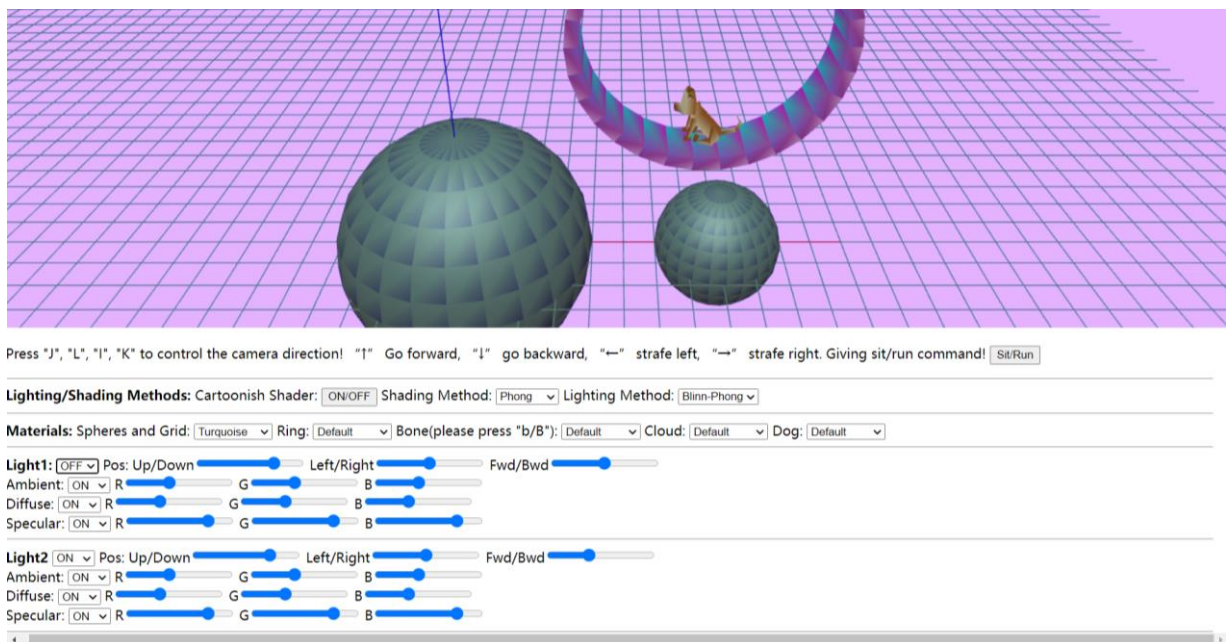 Press "J", "L", "I", "K" to control the camera direction! “↑” Go forward, “↓” go backward, “←” strafe left, “→” strafe right. Giving sit/run command! Sit/Run
Lighting/Shading Methods: Cartoonish Shader: ON/OFF Shading Method: Phong Lighting Method: Blinn-Phong
Materials: Spheres and Grid: Turquoise Ring: Default Bone(please press "b/B"): Default Cloud: Default Dog: Default
Light1: OFF Pos: Up/Down Left/Right Fwd/Bwd
Ambient: ON R G B
Diffuse: ON R G B
Specular: ON R G B
Light2 ON Pos: Up/Down Left/Right Fwd/Bwd
Ambient: ON R G B
Diffuse: ON R G B
Specular: ON R G B